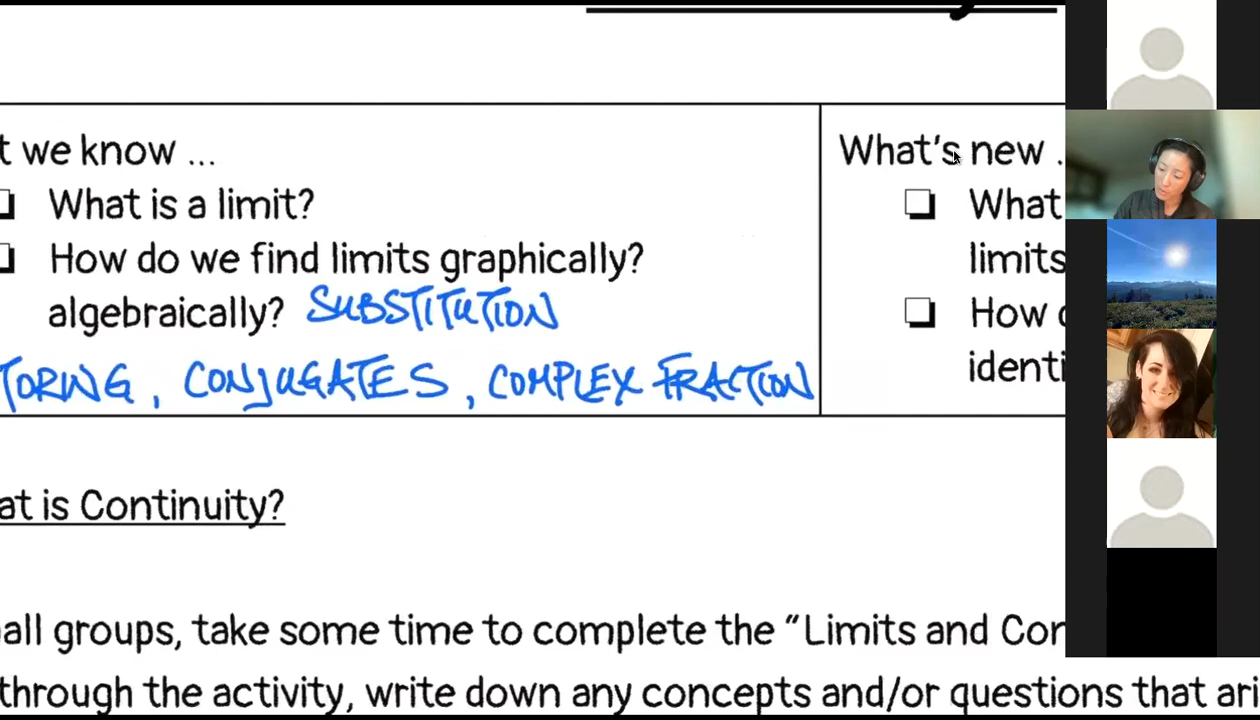 t we know ...
What's new .
What is a limit?
What
How do we find limits graphically?
limits
algebraically? SUBSTITUTION
How
TORING, CONJUGATES, COMPLEX FRACTION
identi
at is Continuity?
all groups, take some time to complete the “Limits and Con
through the activity, write down any concepts and/or questions that ari